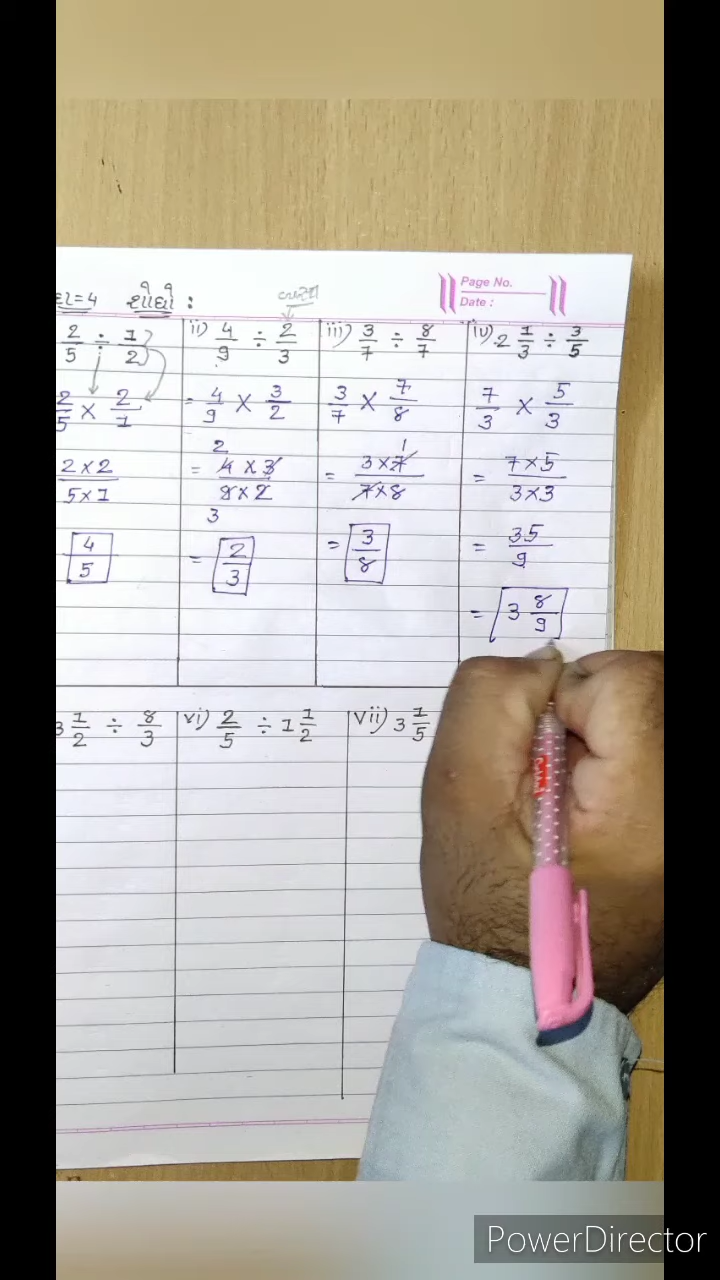 Page No.
Date :
દા=4 શોધો :
2/5 ÷ 1/2 ii) 4/9 ÷ 2/3 iii) 3/7 ÷ 8/7 iv) 2 1/3 ÷ 3/5
2/5 × 2/1 = 4/9 × 3/2 3/7 × 7/8 7/3 × 5/3
2 1
2×2/5×1 = 4×3/9×2 = 3×7/7×8 = 7×5/3×3
3
4/5 = 2/3 = 3/8 = 35/9
= 3 8/9
3 1/2 ÷ 8/3 vi) 2/5 ÷ 1 1/2 vii) 3 1/5
PowerDirector